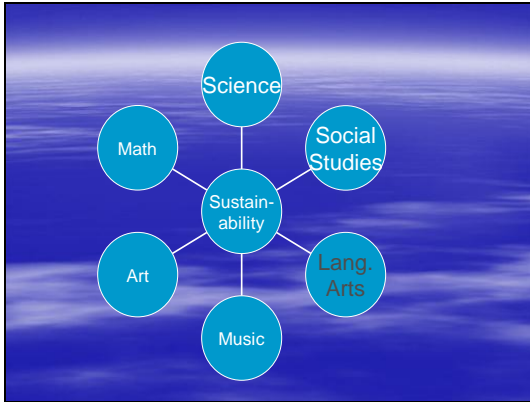 Science
Social
Studies
Math
Sustain-
ability
Lang.
Arts
Art
Music